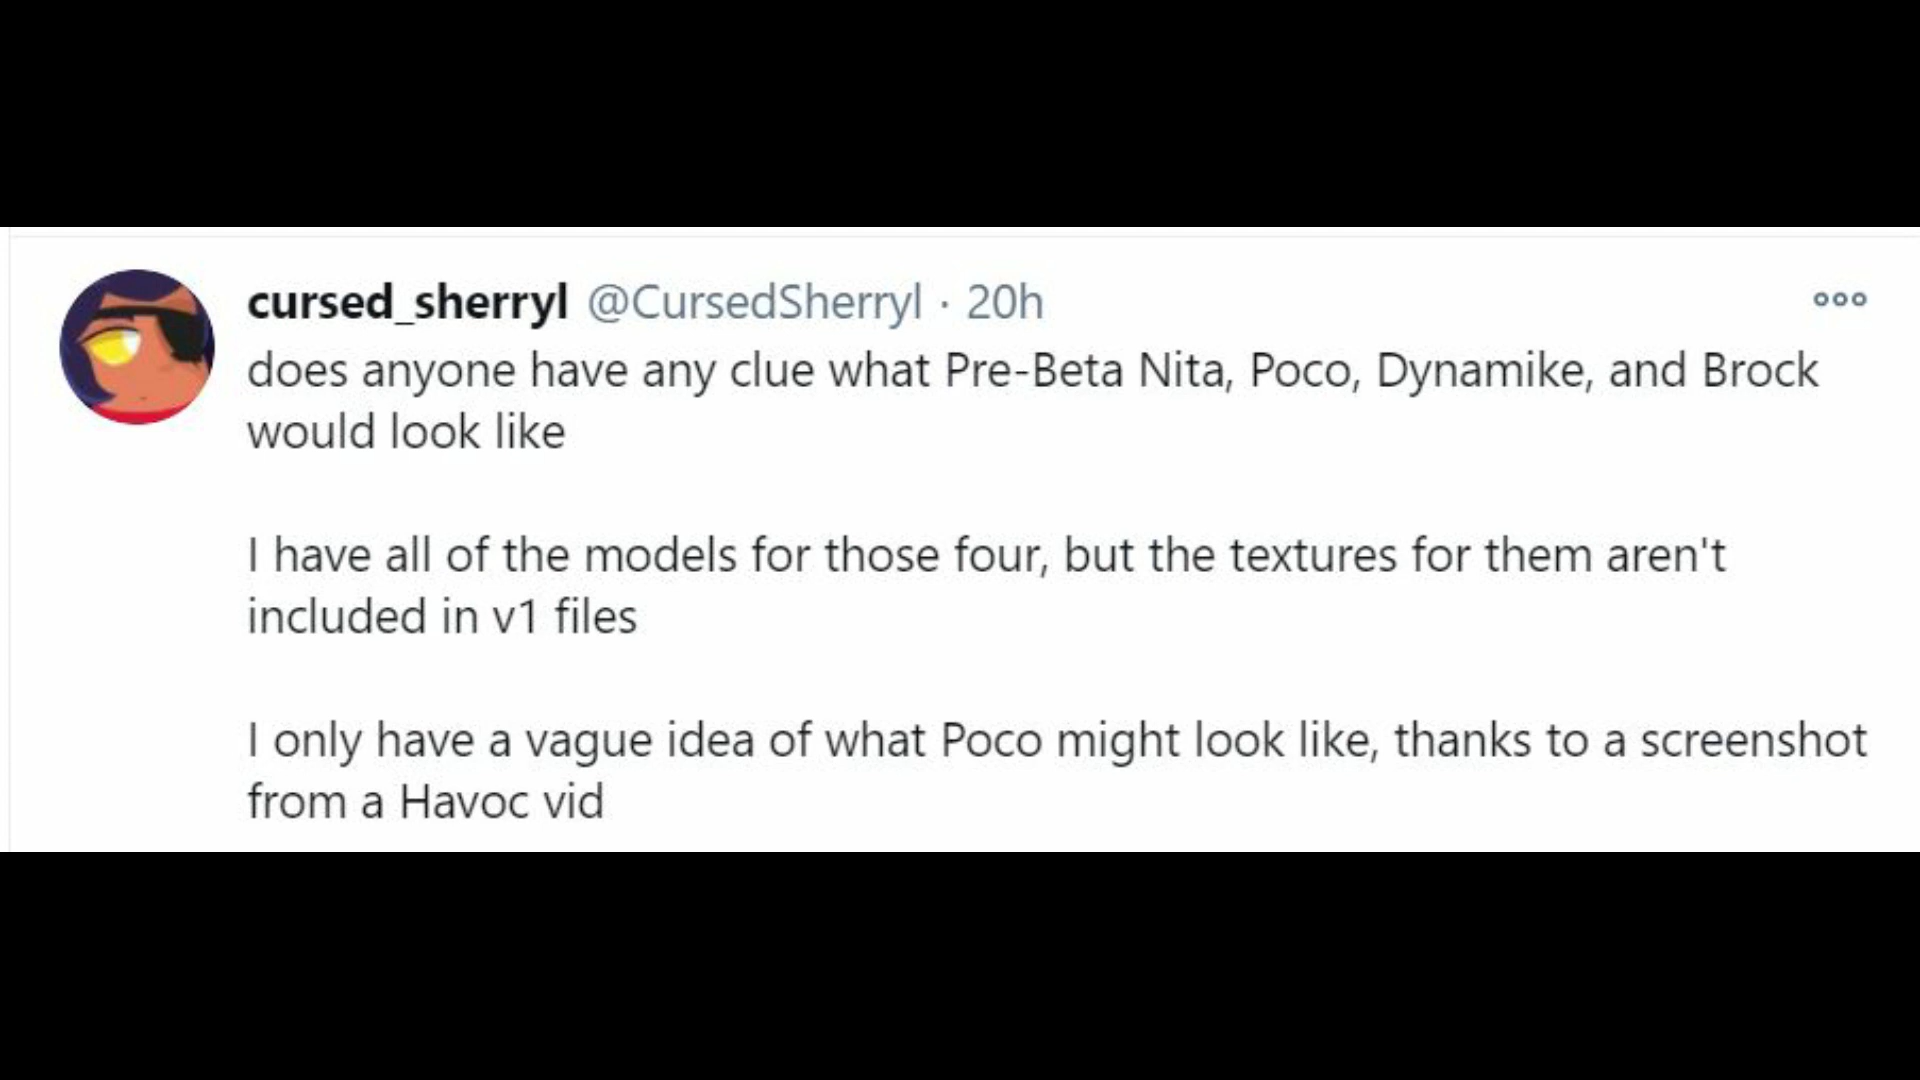 cursed_sherryl @CursedSherryl · 20h
does anyone have any clue what Pre-Beta Nita, Poco, Dynamike, and Brock
would look like
I have all of the models for those four, but the textures for them aren't
included in v1 files
I only have a vague idea of what Poco might look like, thanks to a screenshot
from a Havoc vid